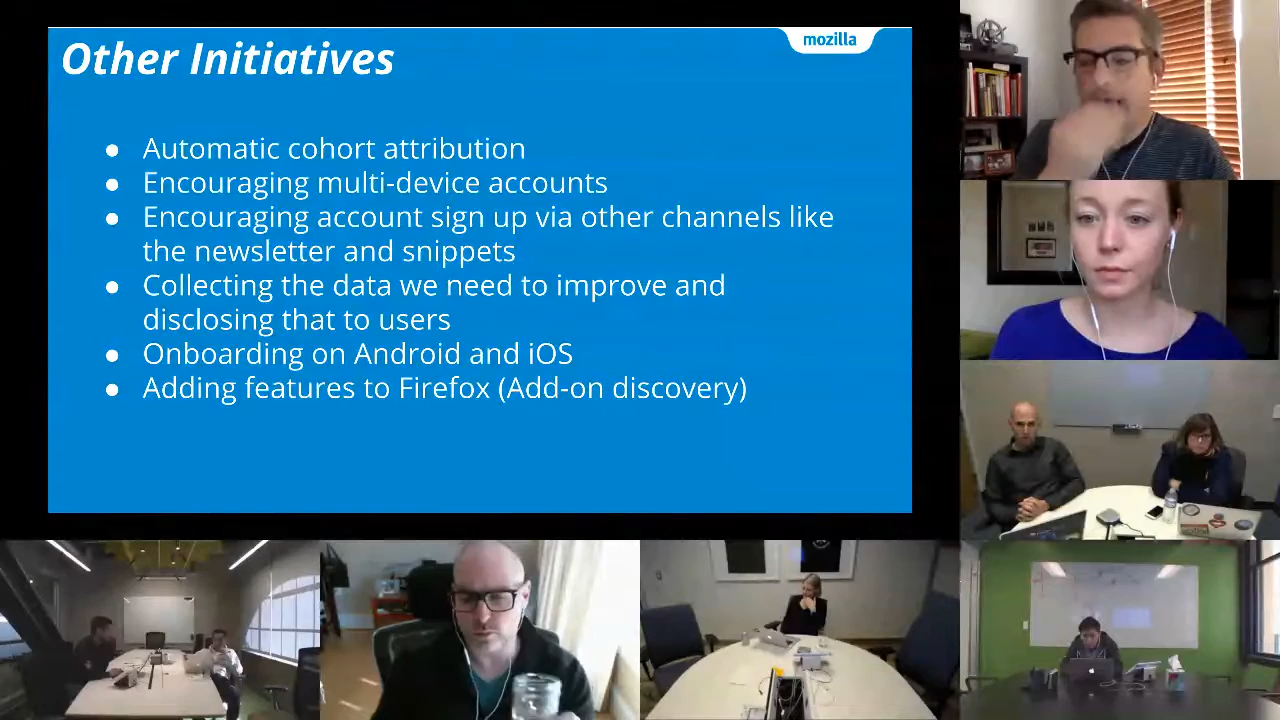 Other Initiatives
mozilla
● Automatic cohort attribution
● Encouraging multi-device accounts
● Encouraging account sign up via other channels like
the newsletter and snippets
● Collecting the data we need to improve and
disclosing that to users
● Onboarding on Android and iOS
● Adding features to Firefox (Add-on discovery)